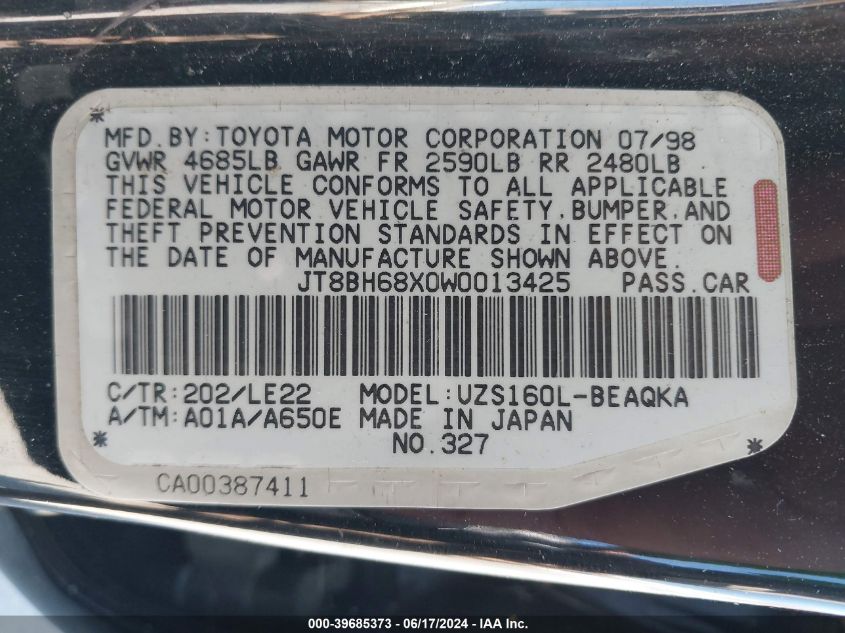 MFD.BY:TOYOTA MOTOR CORPORATION 07/98
GVWR 4685LB GAWR FR 2590LB RR 2480LB
THIS VEHICLE CONFORMS TO ALL APPLICABLE
FEDERAL MOTOR VEHICLE SAFETY,BUMPER,AND
THEFT PREVENTION STANDARDS IN EFFECT ON
THE DATE OF MANUFACTURE SHOWN ABOVE.
JT8BH68X0W0013425 PASS.CAR
C/TR:202/LE22 MODEL:UZS160L-BEAQKA
A/TM:A01A/A650E MADE IN JAPAN
NO.327
CA00387411
000-39685373 - 06/17/2024 - IAA Inc.